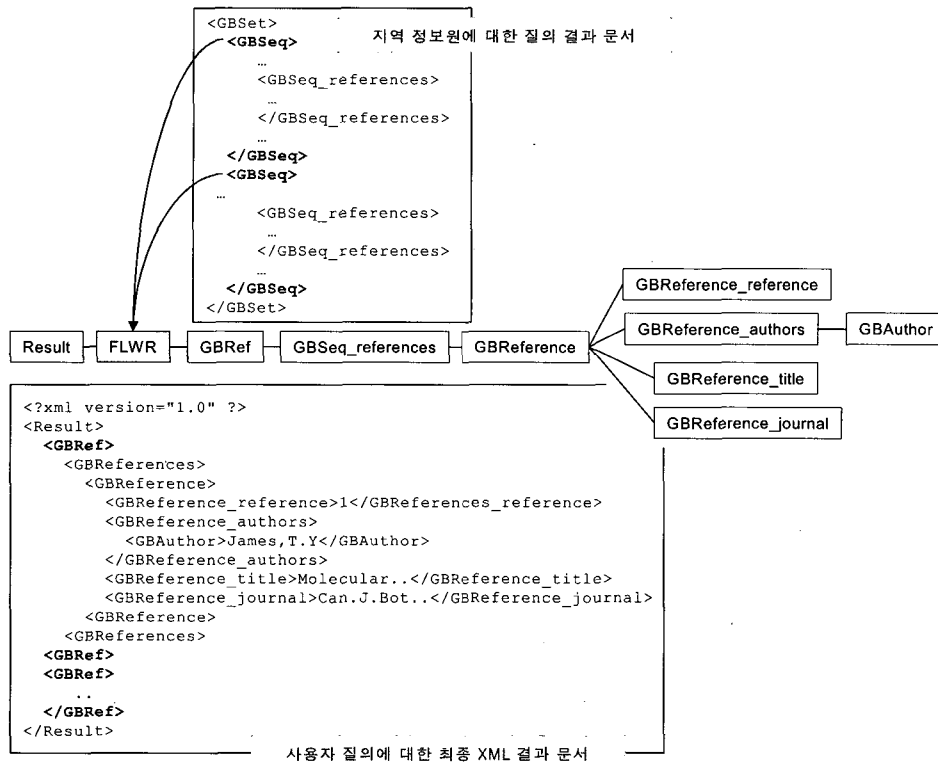 <GBSet>
지역 정보원에 대한 질의 결과 문서
<GBSeq>
…
<GBSeq_references>
…
</GBSeq_references>
…
</GBSeq>
<GBSeq>
…
<GBSeq_references>
…
</GBSeq_references>
…
</GBSeq>
</GBSet>
GBReference_reference
GBReference_authors GBAuthor
Result FLWR GBRef GBSeq_references GBReference
GBReference_title
GBReference_journal
<?xml version="1.0" ?>
<Result>
<GBRef>
<GBReferences>
<GBReference>
<GBReference_reference>1</GBReferences_reference>
<GBReference_authors>
<GBAuthor>James,T.Y</GBAuthor>
</GBReference_authors>
<GBReference_title>Molecular..</GBReference_title>
<GBReference_journal>Can.J.Bot..</GBReference_journal>
<GBReference>
<GBReferences>
<GBRef>
<GBRef>
..
</GBRef>
</Result>
사용자 질의에 대한 최종 XML 결과 문서